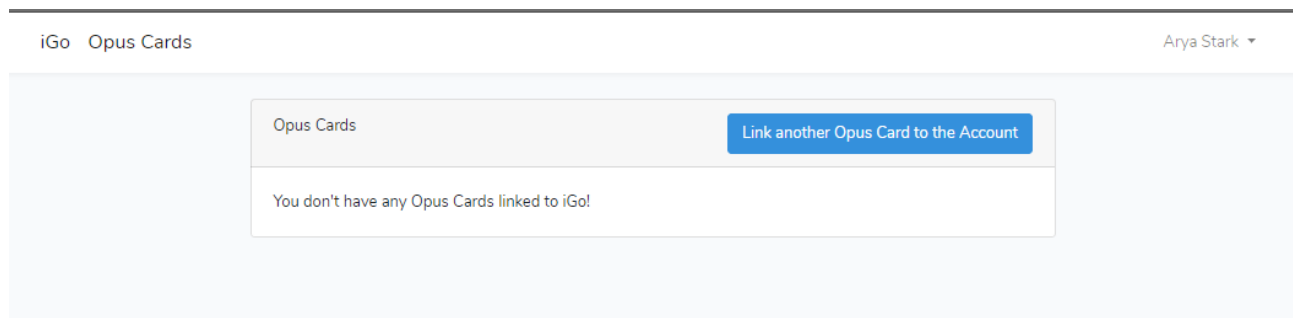 iGo Opus Cards Arya Stark
Opus Cards Link another Opus Card to the Account
You don't have any Opus Cards linked to iGo!